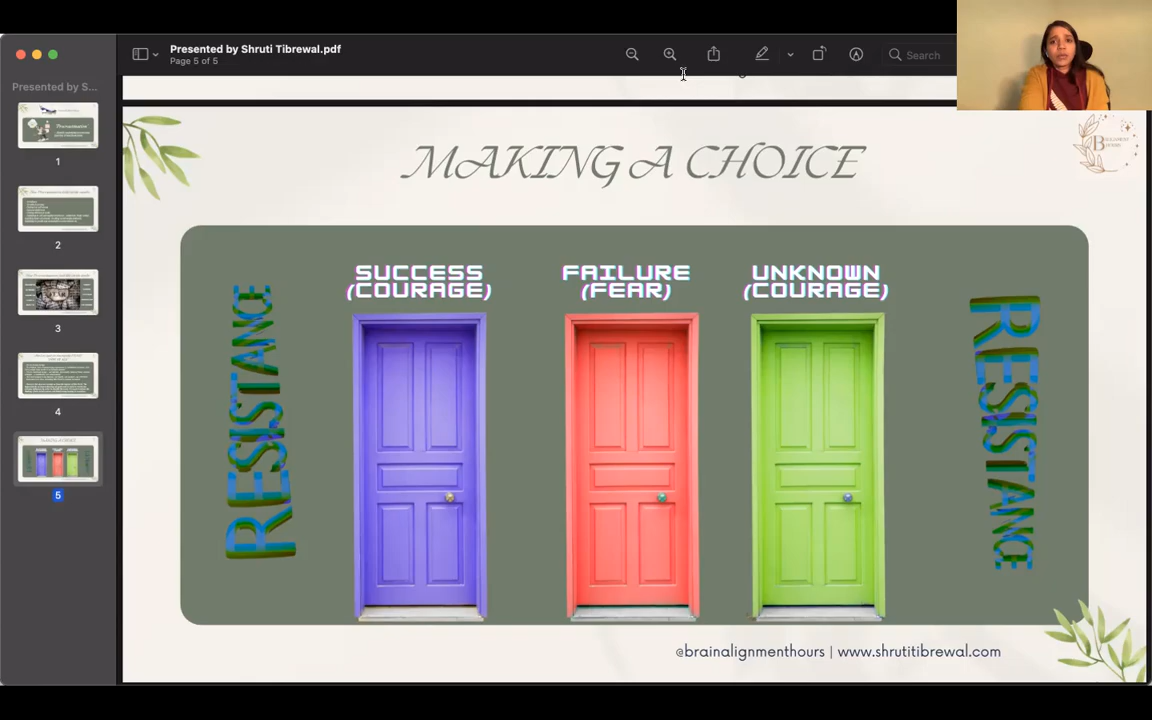 Presented by Shruti Tibrewal.pdf
Page 5 of 5
Search
Presented by S...
1
2
3
4
5
MAKING A CHOICE
RESISTANCE
SUCCESS
(COURAGE)
FAILURE
(FEAR)
UNKNOWN
(COURAGE)
RESISTANCE
@brainalignmenthours | www.shrutitibrewal.com